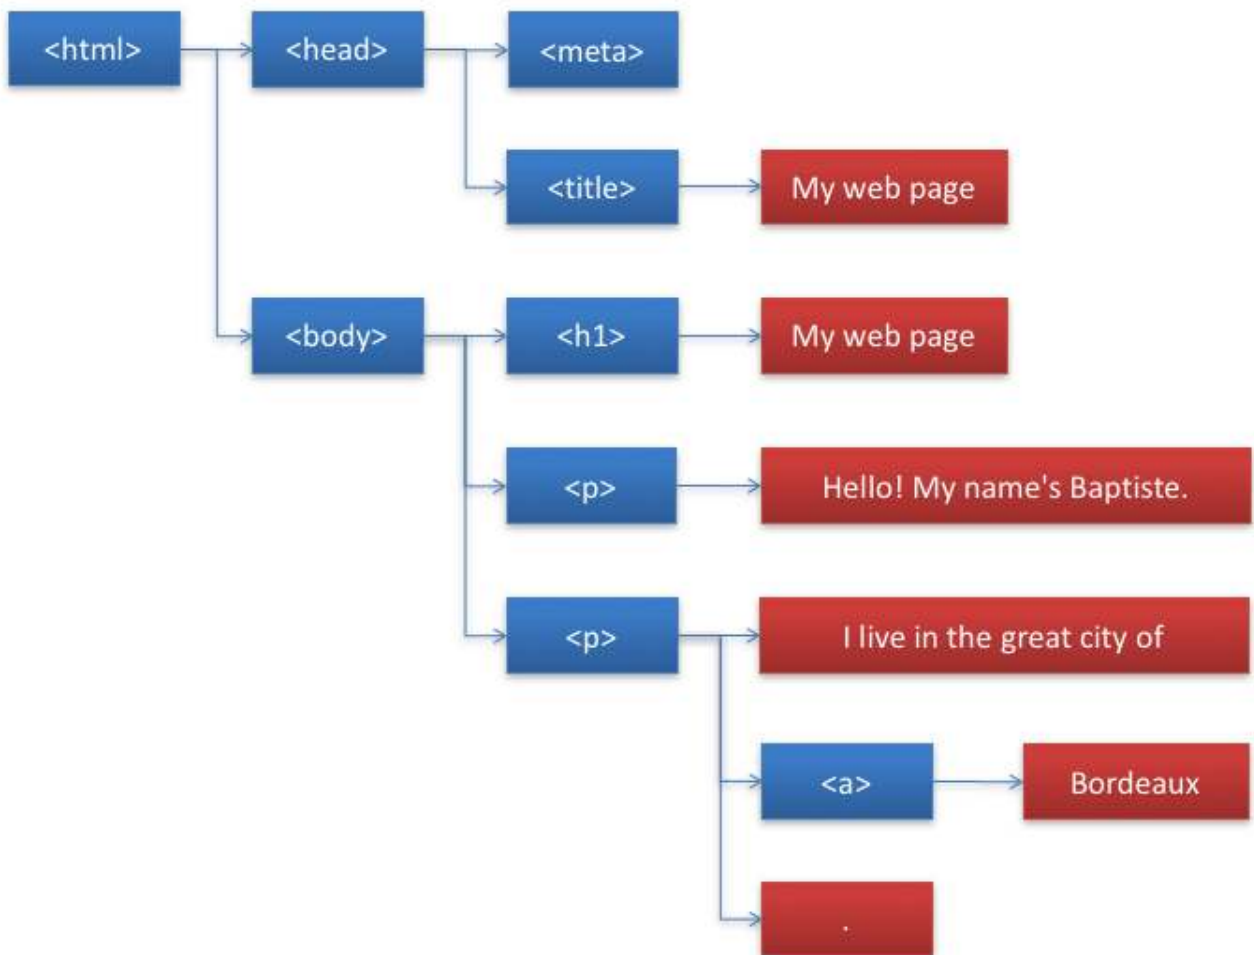 <html>
<head>
<meta>
<title>
My web page
<body>
<h1>
My web page
<p>
Hello! My name's Baptiste.
<p>
I live in the great city of
<a>
Bordeaux
.